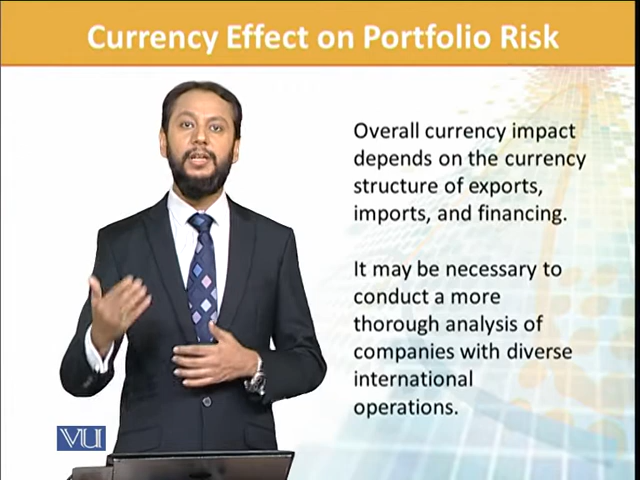 Currency Effect on Portfolio Risk
Overall currency impact
depends on the currency
structure of exports,
imports, and financing.
It may be necessary to
conduct a more
thorough analysis of
companies with diverse
international
operations.
VU